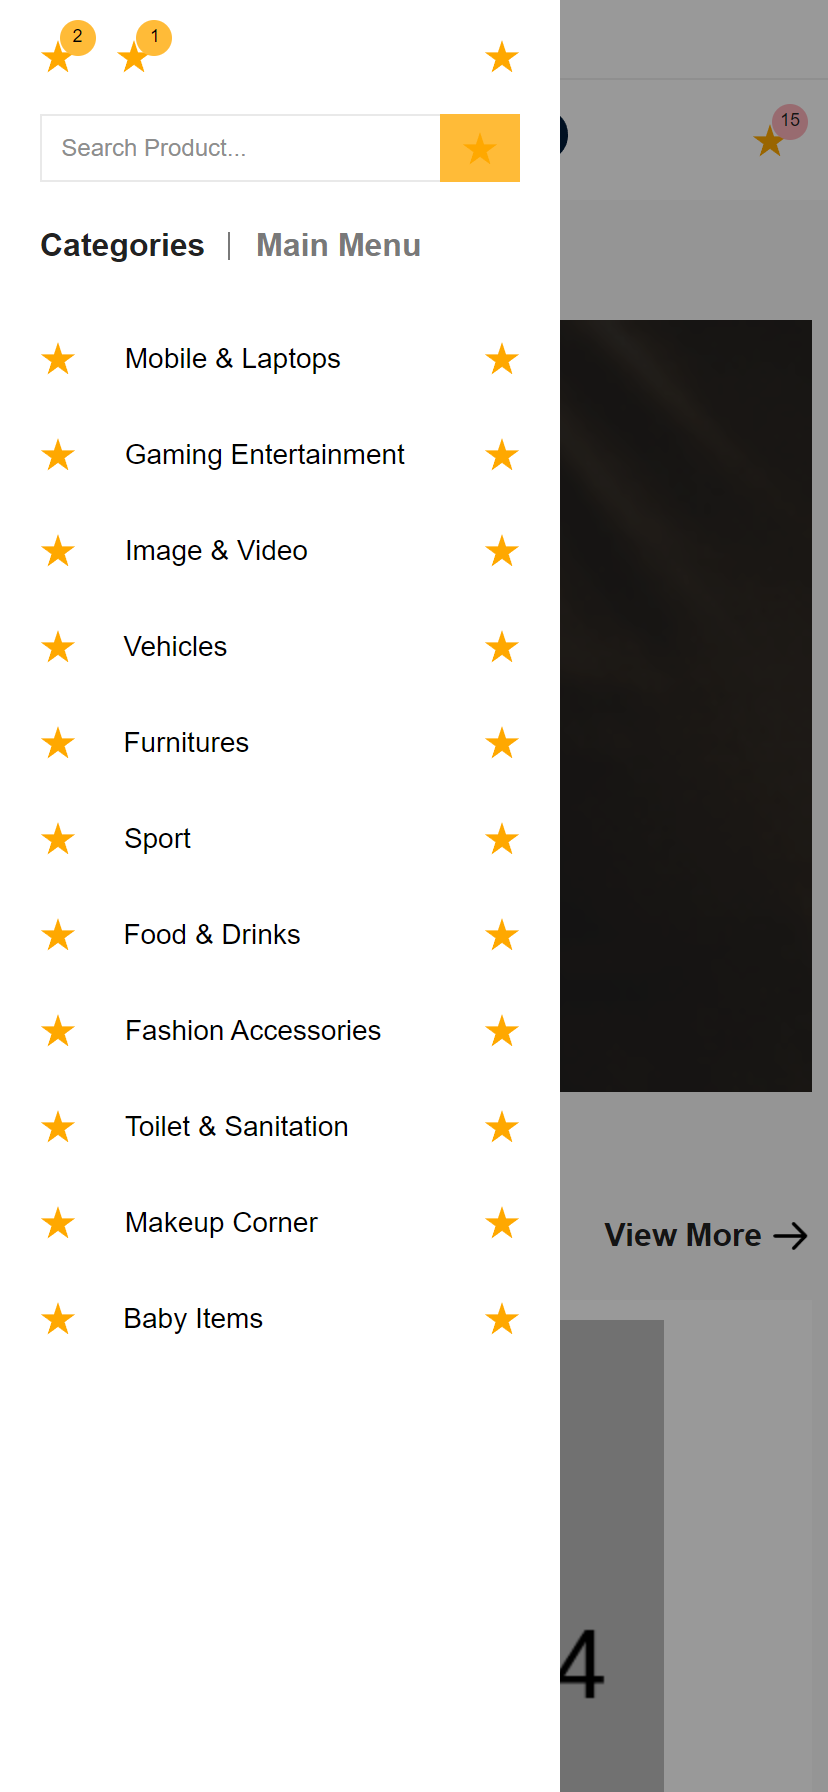 2
1
15
Search Product...
Categories
Main Menu
Mobile & Laptops
Gaming Entertainment
Image & Video
Vehicles
Furnitures
Sport
Food & Drinks
Fashion Accessories
Toilet & Sanitation
Makeup Corner
View More
Baby Items
4